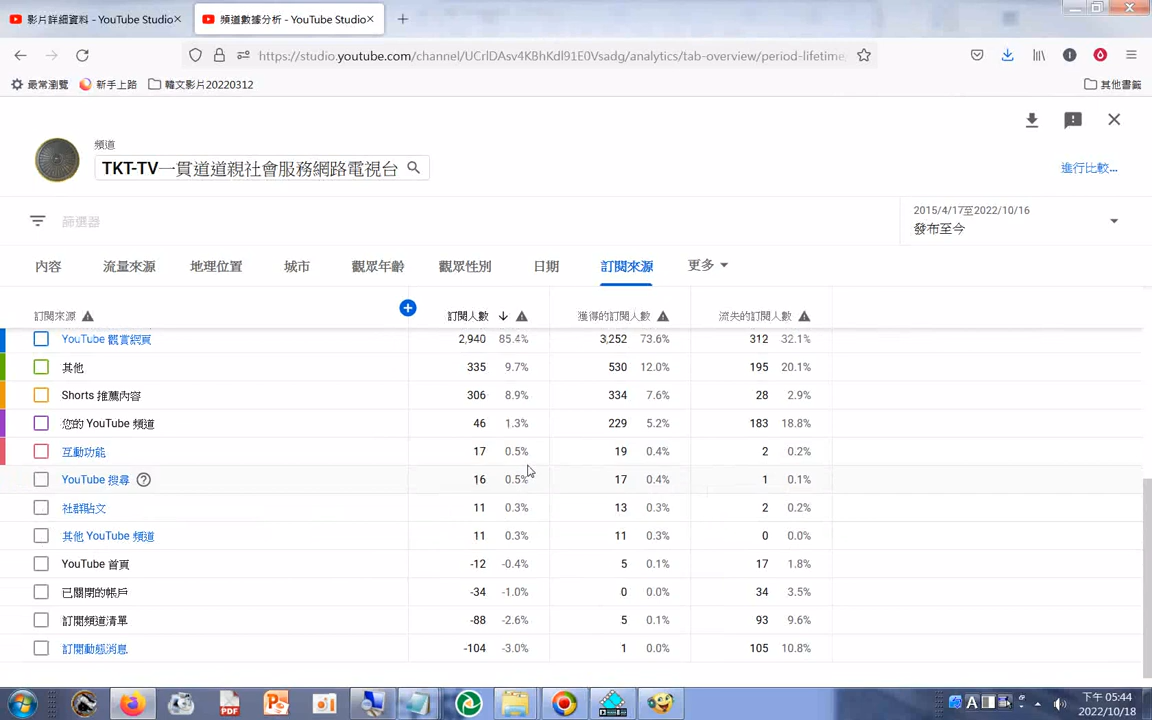 影片詳細資料 - YouTube Studio
頻道數據分析 - YouTube Studio
https://studio.youtube.com/channel/UCrlDAsv4KBhKdl91E0Vsadg/analytics/tab-overview/period-lifetime
最常瀏覽 新手上路 韓文影片20220312 其他書籤
頻道
TKT-TV一貫道道親社會服務網路電視台
進行比較...
篩選器
2015/4/17至2022/10/16
發布至今
內容 流量來源 地理位置 城市 觀眾年齡 觀眾性別 日期 訂閱來源 更多
訂閱來源 訂閱人數 獲得的訂閱人數 流失的訂閱人數
YouTube 觀賞網頁 2,940 85.4% 3,252 73.6% 312 32.1%
其他 335 9.7% 530 12.0% 195 20.1%
Shorts 推薦內容 306 8.9% 334 7.6% 28 2.9%
您的 YouTube 頻道 46 1.3% 229 5.2% 183 18.8%
互動功能 17 0.5% 19 0.4% 2 0.2%
YouTube 搜尋 16 0.5% 17 0.4% 1 0.1%
社群貼文 11 0.3% 13 0.3% 2 0.2%
其他 YouTube 頻道 11 0.3% 11 0.3% 0 0.0%
YouTube 首頁 -12 -0.4% 5 0.1% 17 1.8%
已關閉的帳戶 -34 -1.0% 0 0.0% 34 3.5%
訂閱頻道清單 -88 -2.6% 5 0.1% 93 9.6%
訂閱動態消息 -104 -3.0% 1 0.0% 105 10.8%
PDF
A
下午 05:44
2022/10/18